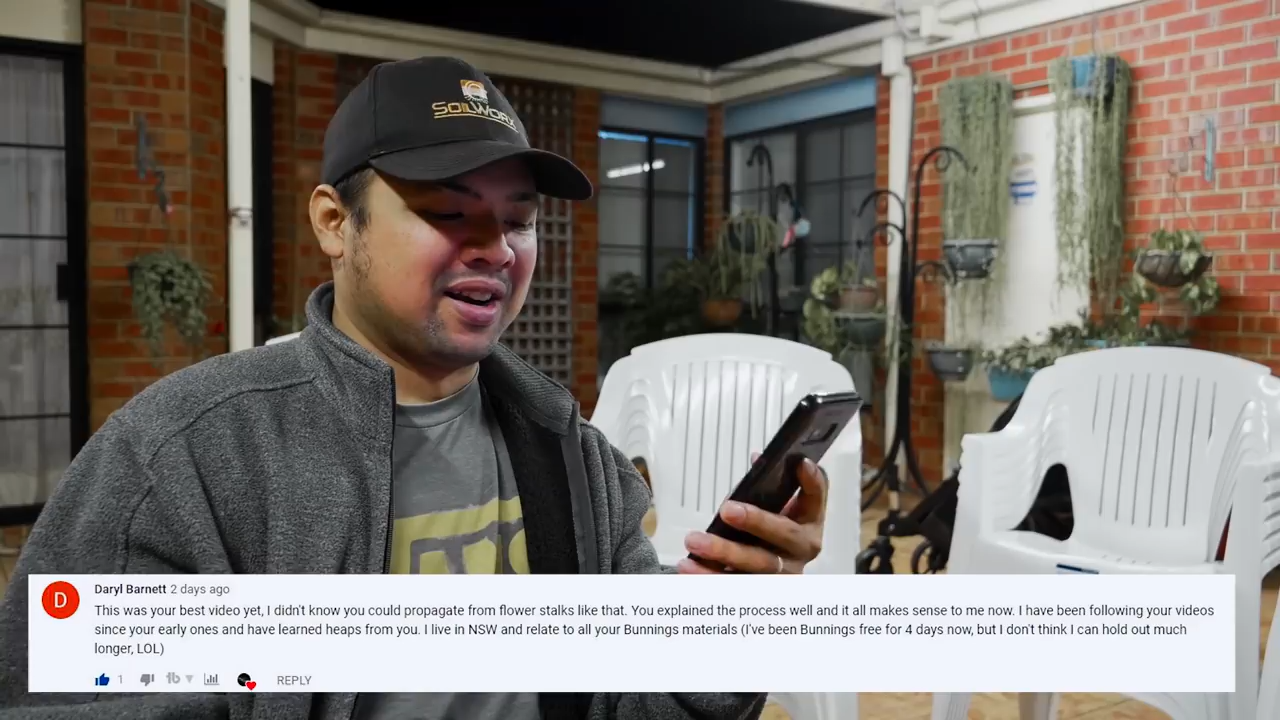 SOILWORX
Daryl Barnett 2 days ago
D
This was your best video yet, I didn't know you could propagate from flower stalks like that. You explained the process well and it all makes sense to me now. I have been following your videos
since your early ones and have learned heaps from you. I live in NSW and relate to all your Bunnings materials (I've been Bunnings free for 4 days now, but I don't think I can hold out much
longer, LOL)
1
REPLY